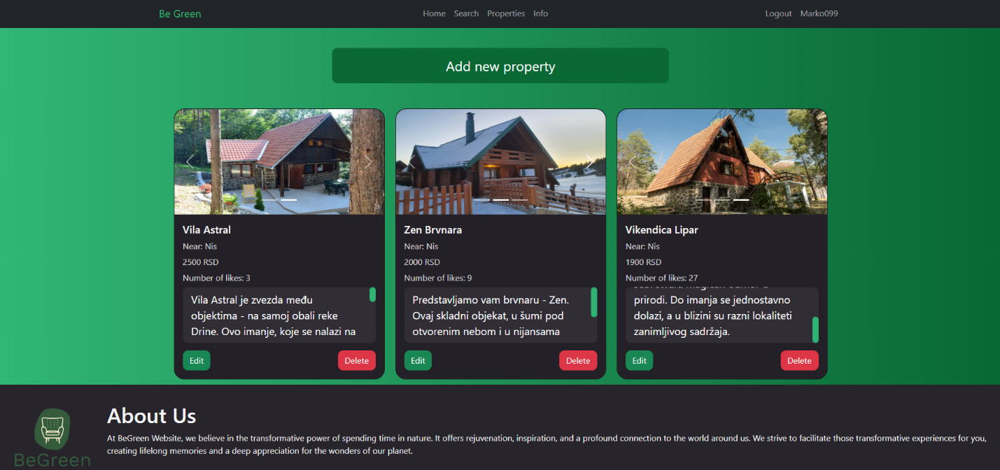 Be Green
Home
Search
Properties
Info
Logout
Marko099
Add new property
Vila Astral
Near: Nis
2500 RSD
Number of likes: 3
Vila Astral je zvezda među
objektima - na samoj obali reke
Drine. Ovo imanje, koje se nalazi na
Edit
Delete
Zen Brvnara
Near: Nis
2000 RSD
Number of likes: 9
Predstavljamo vam brvnaru - Zen.
Ovaj skladni objekat, u šumi pod
otvorenim nebom i u nijansama
Edit
Delete
Vikendica Lipar
Near: Nis
1900 RSD
Number of likes: 27
prirodi. Do imanja se jednostavno
dolazi, a u blizini su razni lokaliteti
zanimljivog sadržaja.
Edit
Delete
BeGreen
About Us
At BeGreen Website, we believe in the transformative power of spending time in nature. It offers rejuvenation, inspiration, and a profound connection to the world around us. We strive to facilitate those transformative experiences for you,
creating lifelong memories and a deep appreciation for the wonders of our planet.